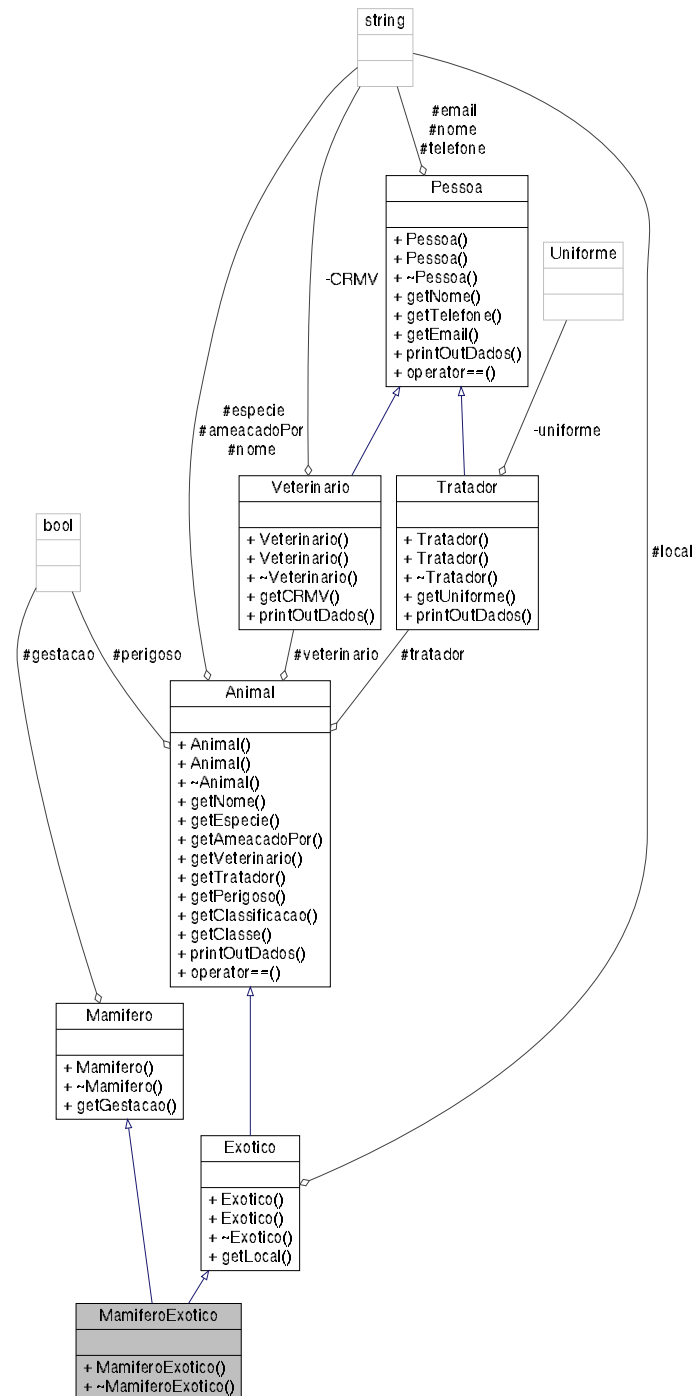 string
#email
#nome
#telefone
Pessoa
+ Pessoa()
+ Pessoa()
+ ~Pessoa()
+ getNome()
+ getTelefone()
+ getEmail()
+ printOutDados()
+ operator==()
Uniforme
-CRMV
#especie
#ameacadoPor
#nome
-uniforme
Veterinario
+ Veterinario()
+ Veterinario()
+ ~Veterinario()
+ getCRMV()
+ printOutDados()
Tratador
+ Tratador()
+ Tratador()
+ ~Tratador()
+ getUniforme()
+ printOutDados()
bool
#local
#gestacao
#perigoso
#veterinario
#tratador
Animal
+ Animal()
+ Animal()
+ ~Animal()
+ getNome()
+ getEspecie()
+ getAmeacadoPor()
+ getVeterinario()
+ getTratador()
+ getPerigoso()
+ getClassificacao()
+ getClasse()
+ printOutDados()
+ operator==()
Mamifero
+ Mamifero()
+ ~Mamifero()
+ getGestacao()
Exotico
+ Exotico()
+ Exotico()
+ ~Exotico()
+ getLocal()
MamiferoExotico
+ MamiferoExotico()
+ ~MamiferoExotico()